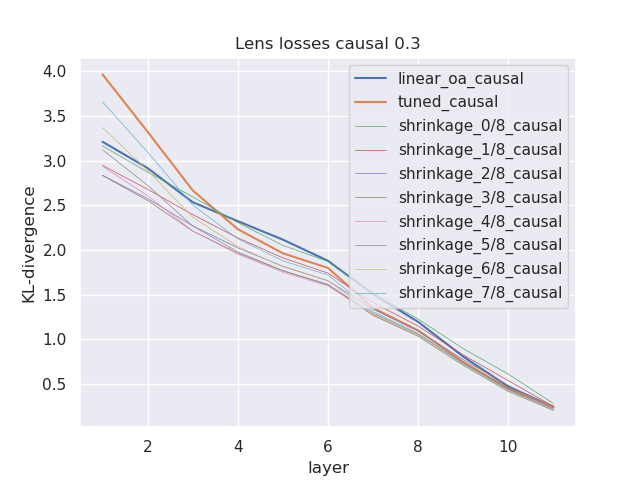 Lens losses causal 0.3
4.0
3.5
3.0
2.5
2.0
1.5
1.0
0.5
KL-divergence
linear_oa_causal
tuned_causal
shrinkage_0/8_causal
shrinkage_1/8_causal
shrinkage_2/8_causal
shrinkage_3/8_causal
shrinkage_4/8_causal
shrinkage_5/8_causal
shrinkage_6/8_causal
shrinkage_7/8_causal
2 4 6 8 10
layer